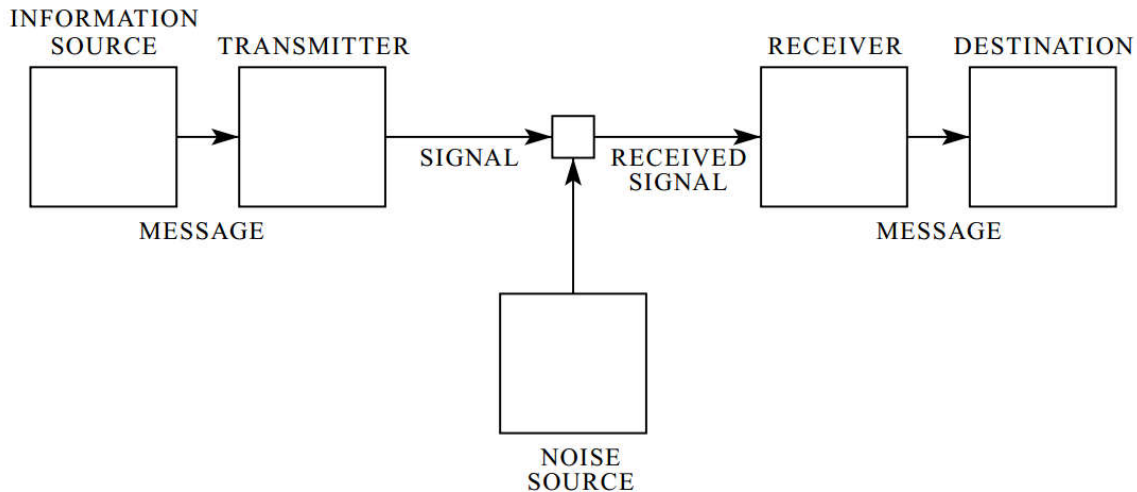 INFORMATION
SOURCE
TRANSMITTER
RECEIVER
DESTINATION
SIGNAL
RECEIVED
SIGNAL
MESSAGE
MESSAGE
NOISE
SOURCE